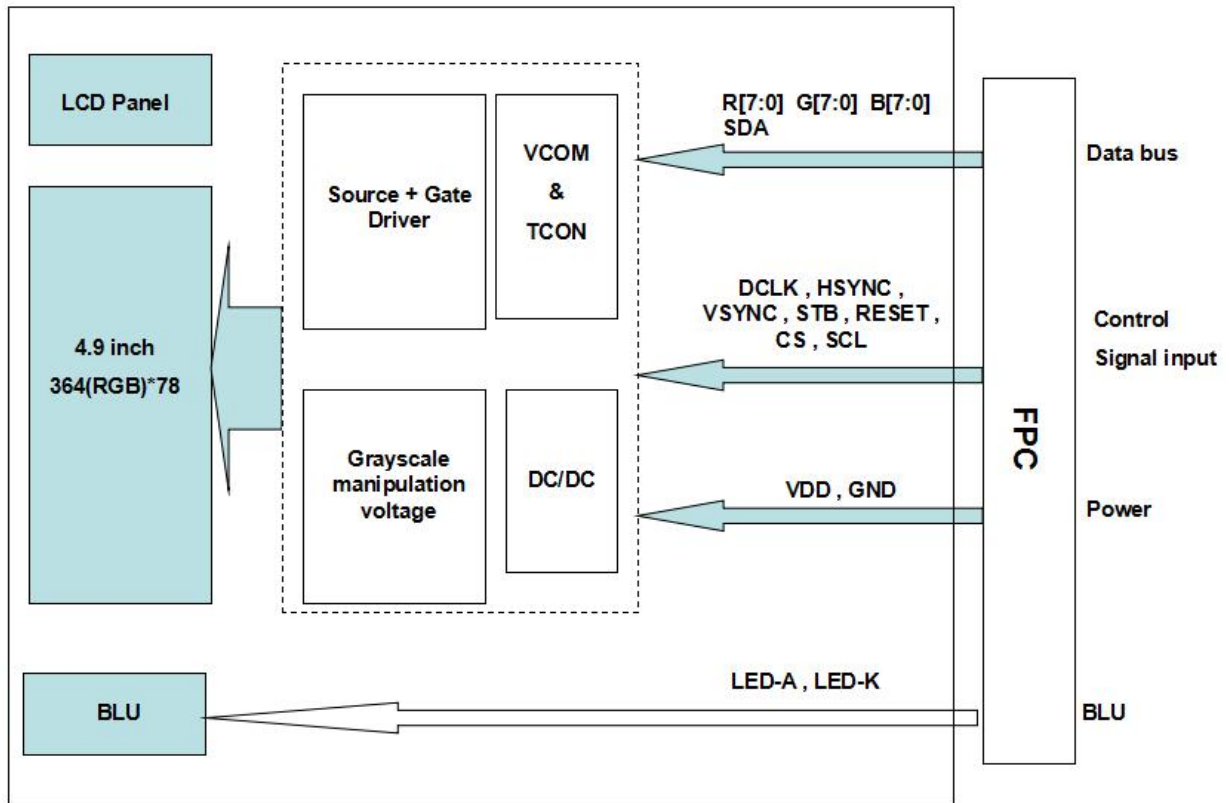 LCD Panel
4.9 inch
364(RGB)*78
BLU
Source + Gate
Driver
VCOM
&
TCON
Grayscale
manipulation
voltage
DC/DC
R[7:0] G[7:0] B[7:0]
SDA
DCLK , HSYNC ,
VSYNC , STB , RESET ,
CS , SCL
VDD , GND
LED-A , LED-K
FPC
Data bus
Control
Signal input
Power
BLU